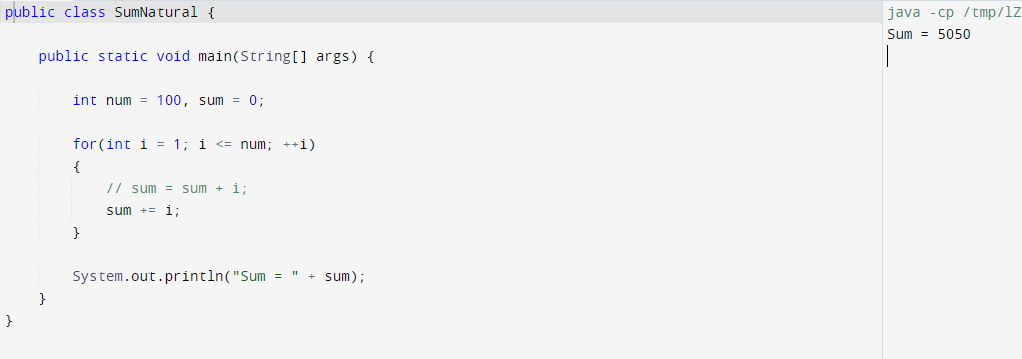 public class SumNatural {
public static void main(String[] args) {
int num = 100, sum = 0;
for(int i = 1; i <= num; ++i)
{
// sum = sum + i;
sum += i;
}
System.out.println("Sum = " + sum);
}
}
java -cp /tmp/lZ
Sum = 5050